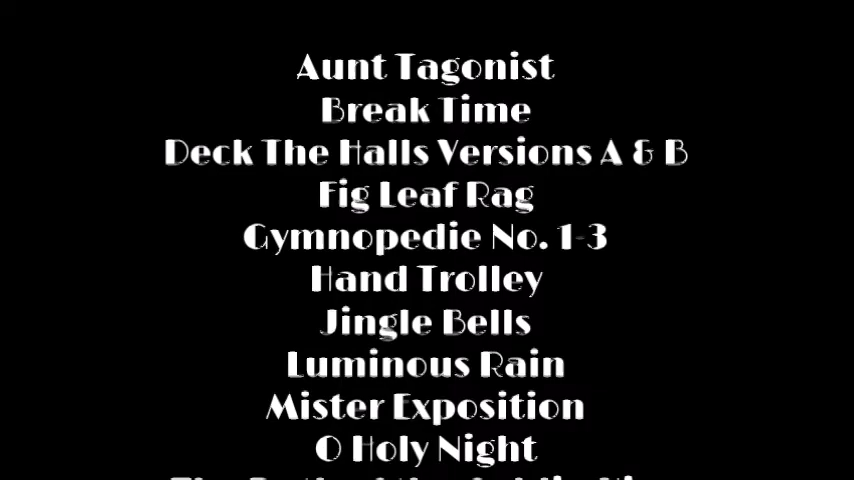 Aunt Tagonist
Break Time
Deck The Halls Versions A & B
Fig Leaf Rag
Gymnopedie No. 1-3
Hand Trolley
Jingle Bells
Luminous Rain
Mister Exposition
O Holy Night